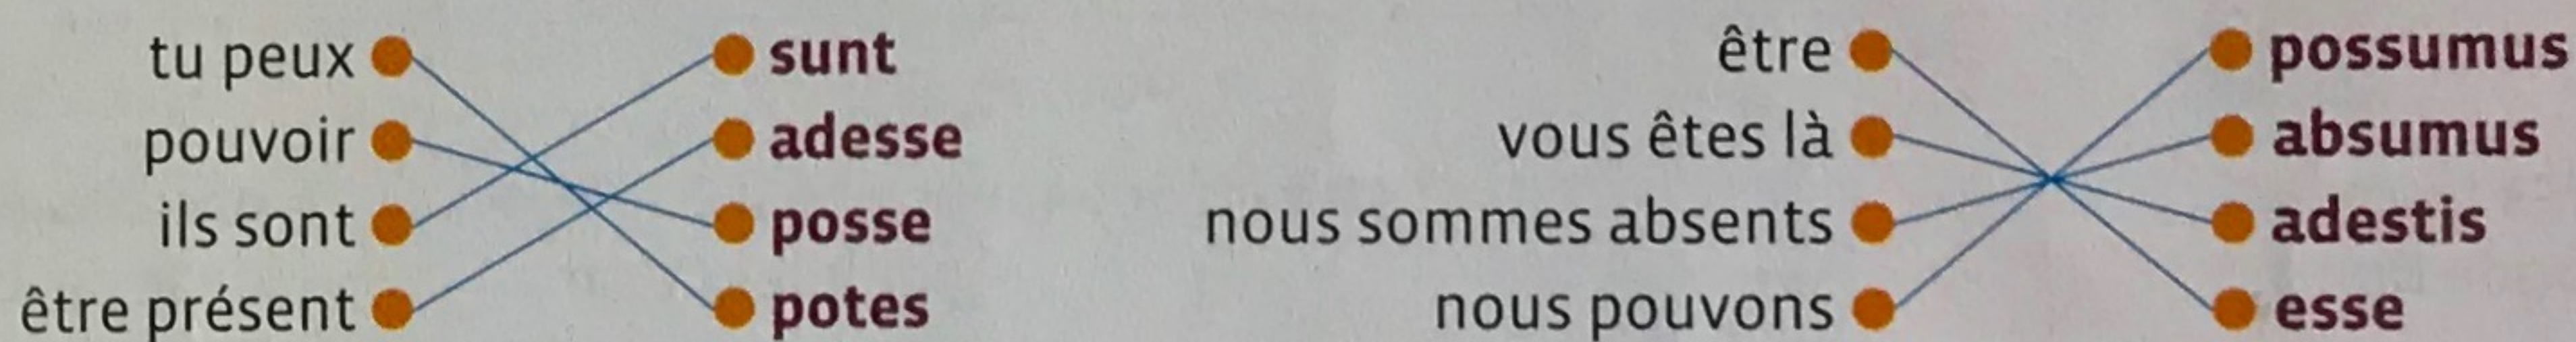 tu peux sunt être possumus
pouvoir adesse vous êtes là absumus
ils sont posse nous sommes absents adestis
être présent potes nous pouvons esse